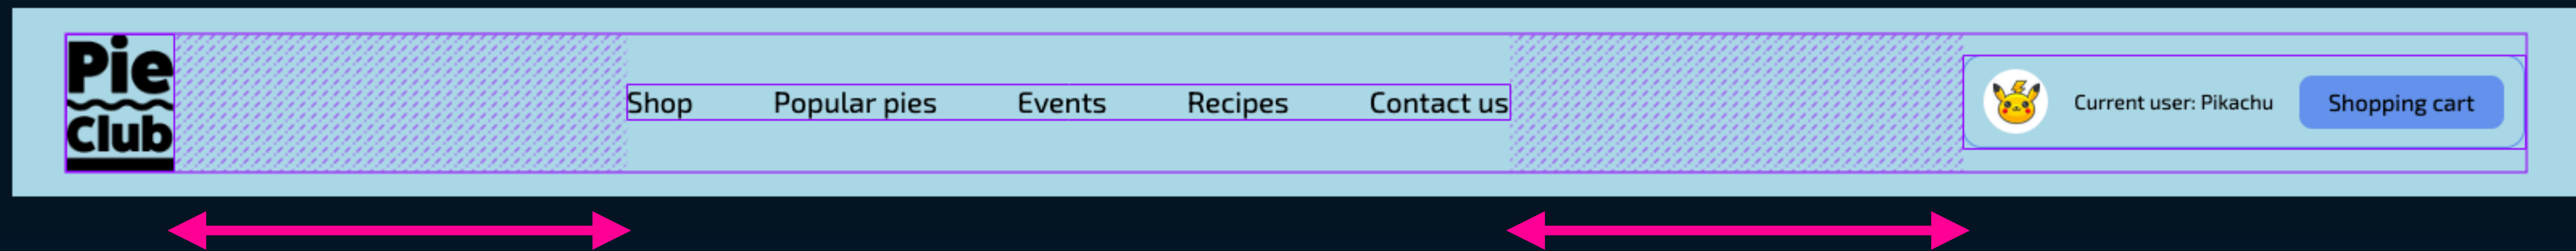 Pie
Club
Shop Popular pies Events Recipes Contact us
Current user: Pikachu Shopping cart